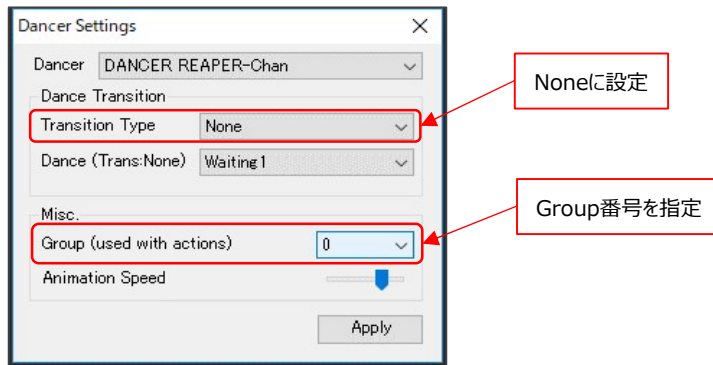 Dancer Settings
Dancer DANCER REAPER-Chan
Dance Transition
Transition Type None
Dance (Trans:None) Waiting1
Misc.
Group (used with actions) 0
Animation Speed
Apply
Noneに設定
Group番号を指定